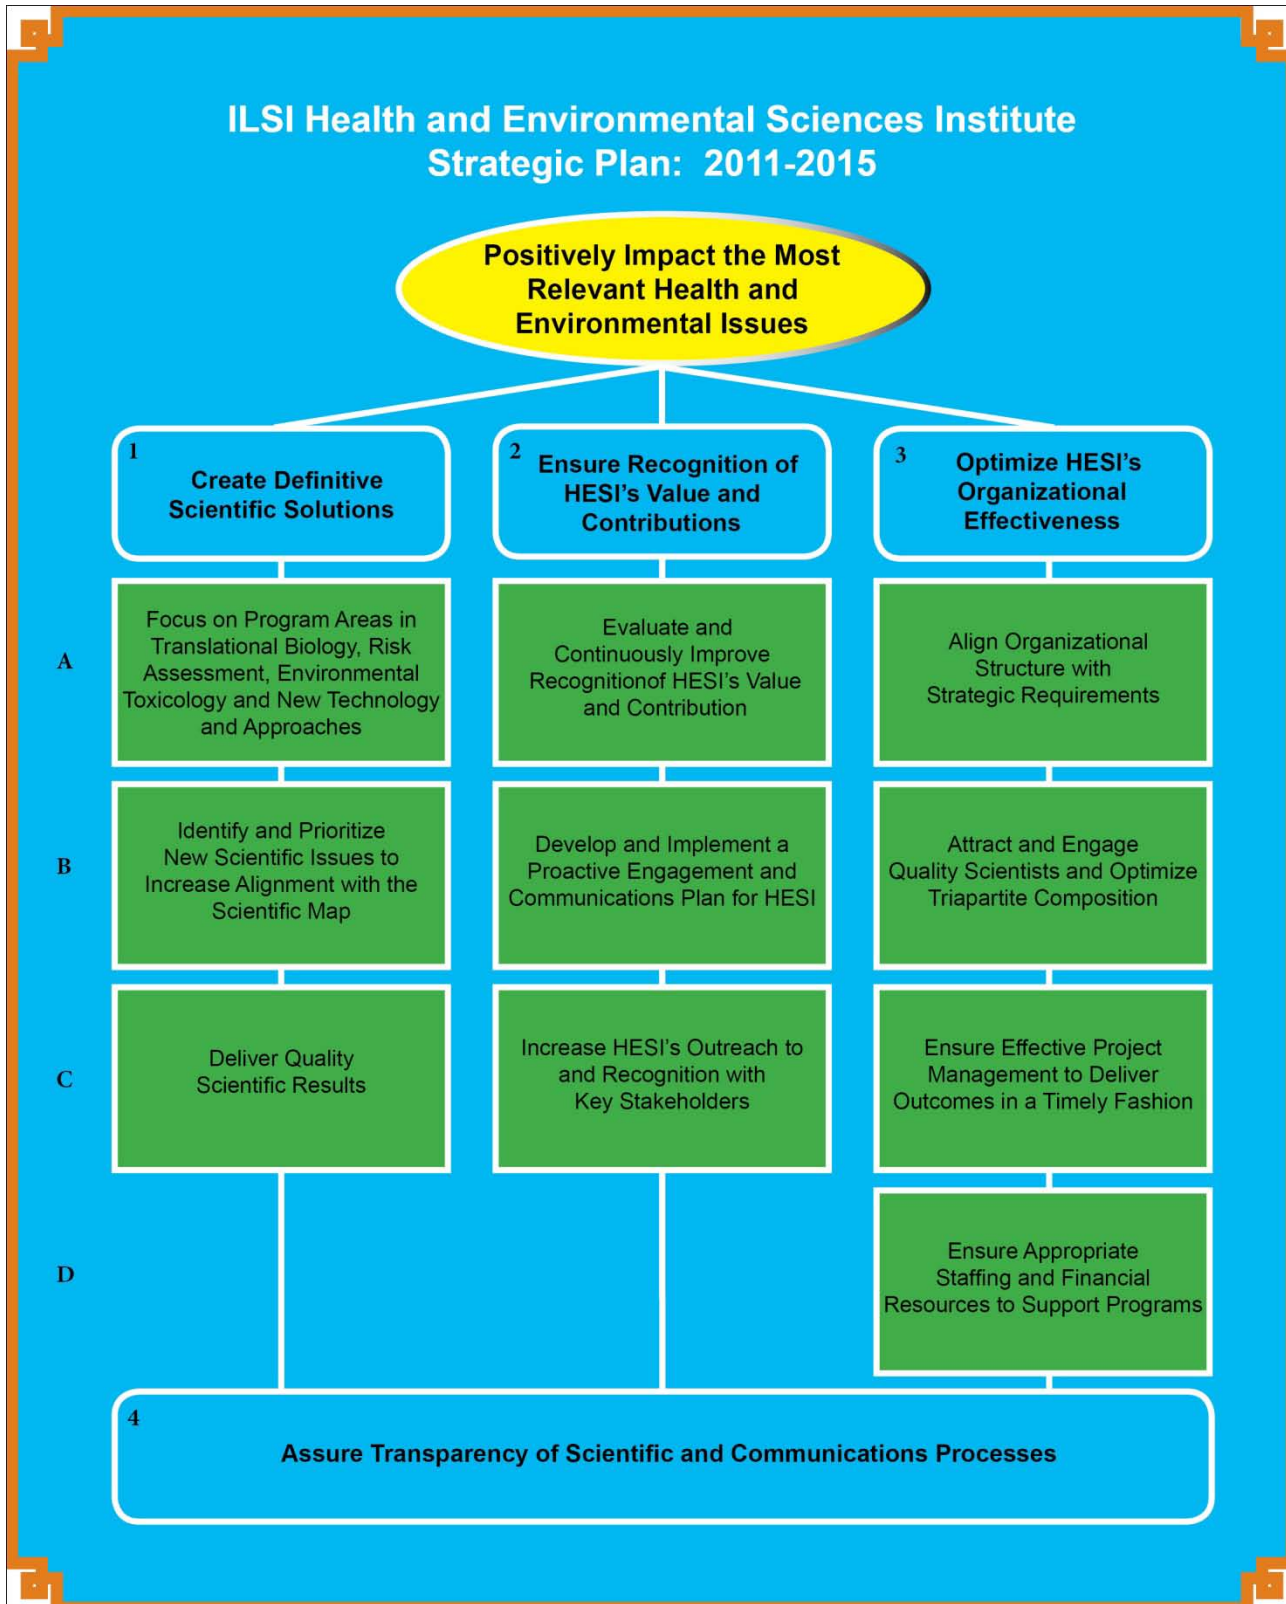 ILSI Health and Environmental Sciences Institute
Strategic Plan:  2011-2015
Positively Impact the Most
Relevant Health and
Environmental Issues
1
Create Definitive
Scientific Solutions
2
Ensure Recognition of
HESI's Value and
Contributions
3
Optimize HESI's
Organizational
Effectiveness
A
Focus on Program Areas in
Translational Biology, Risk
Assessment, Environmental
Toxicology and New Technology
and Approaches
Evaluate and
Continuously Improve
Recognitionof HESI's Value
and Contribution
Align Organizational
Structure with
Strategic Requirements
B
Identify and Prioritize
New Scientific Issues to
Increase Alignment with the
Scientific Map
Develop and Implement a
Proactive Engagement and
Communications Plan for HESI
Attract and Engage
Quality Scientists and Optimize
Triapartite Composition
C
Deliver Quality
Scientific Results
Increase HESI's Outreach to
and Recognition with
Key Stakeholders
Ensure Effective Project
Management to Deliver
Outcomes in a Timely Fashion
D
Ensure Appropriate
Staffing and Financial
Resources to Support Programs
4
Assure Transparency of Scientific and Communications Processes